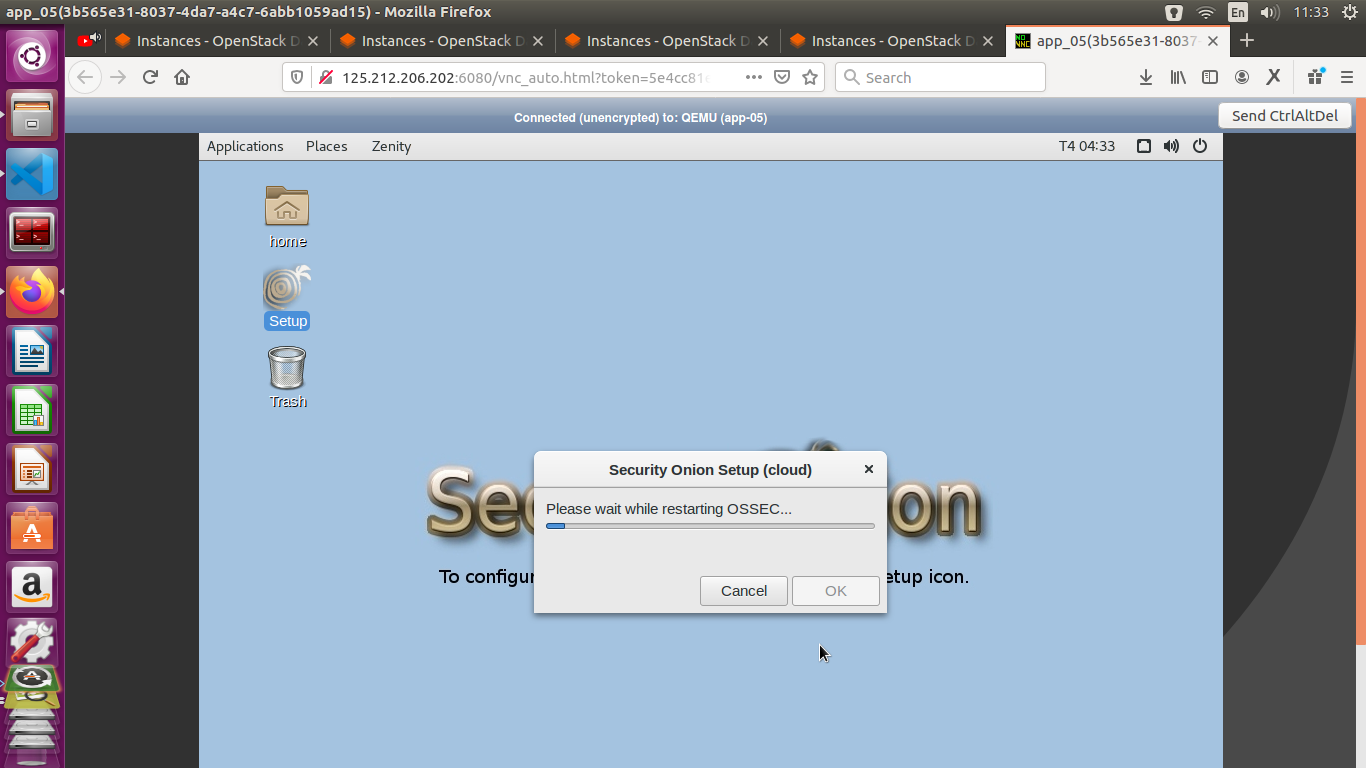 app_05(3b565e31-8037-4da7-a4c7-6abb1059ad15) - Mozilla Firefox
En
11:33
Instances - OpenStack D
Instances - OpenStack D
Instances - OpenStack D
Instances - OpenStack D
app_05(3b565e31-8037-
125.212.206.202:6080/vnc_auto.html?token=5e4cc81
Search
Connected (unencrypted) to: QEMU (app-05)
Send CtrlAltDel
Applications
Places
Zenity
T4 04:33
home
Setup
Trash
Security Onion Setup (cloud)
Please wait while restarting OSSEC...
Cancel
OK
Sec
on
To configur
etup icon.